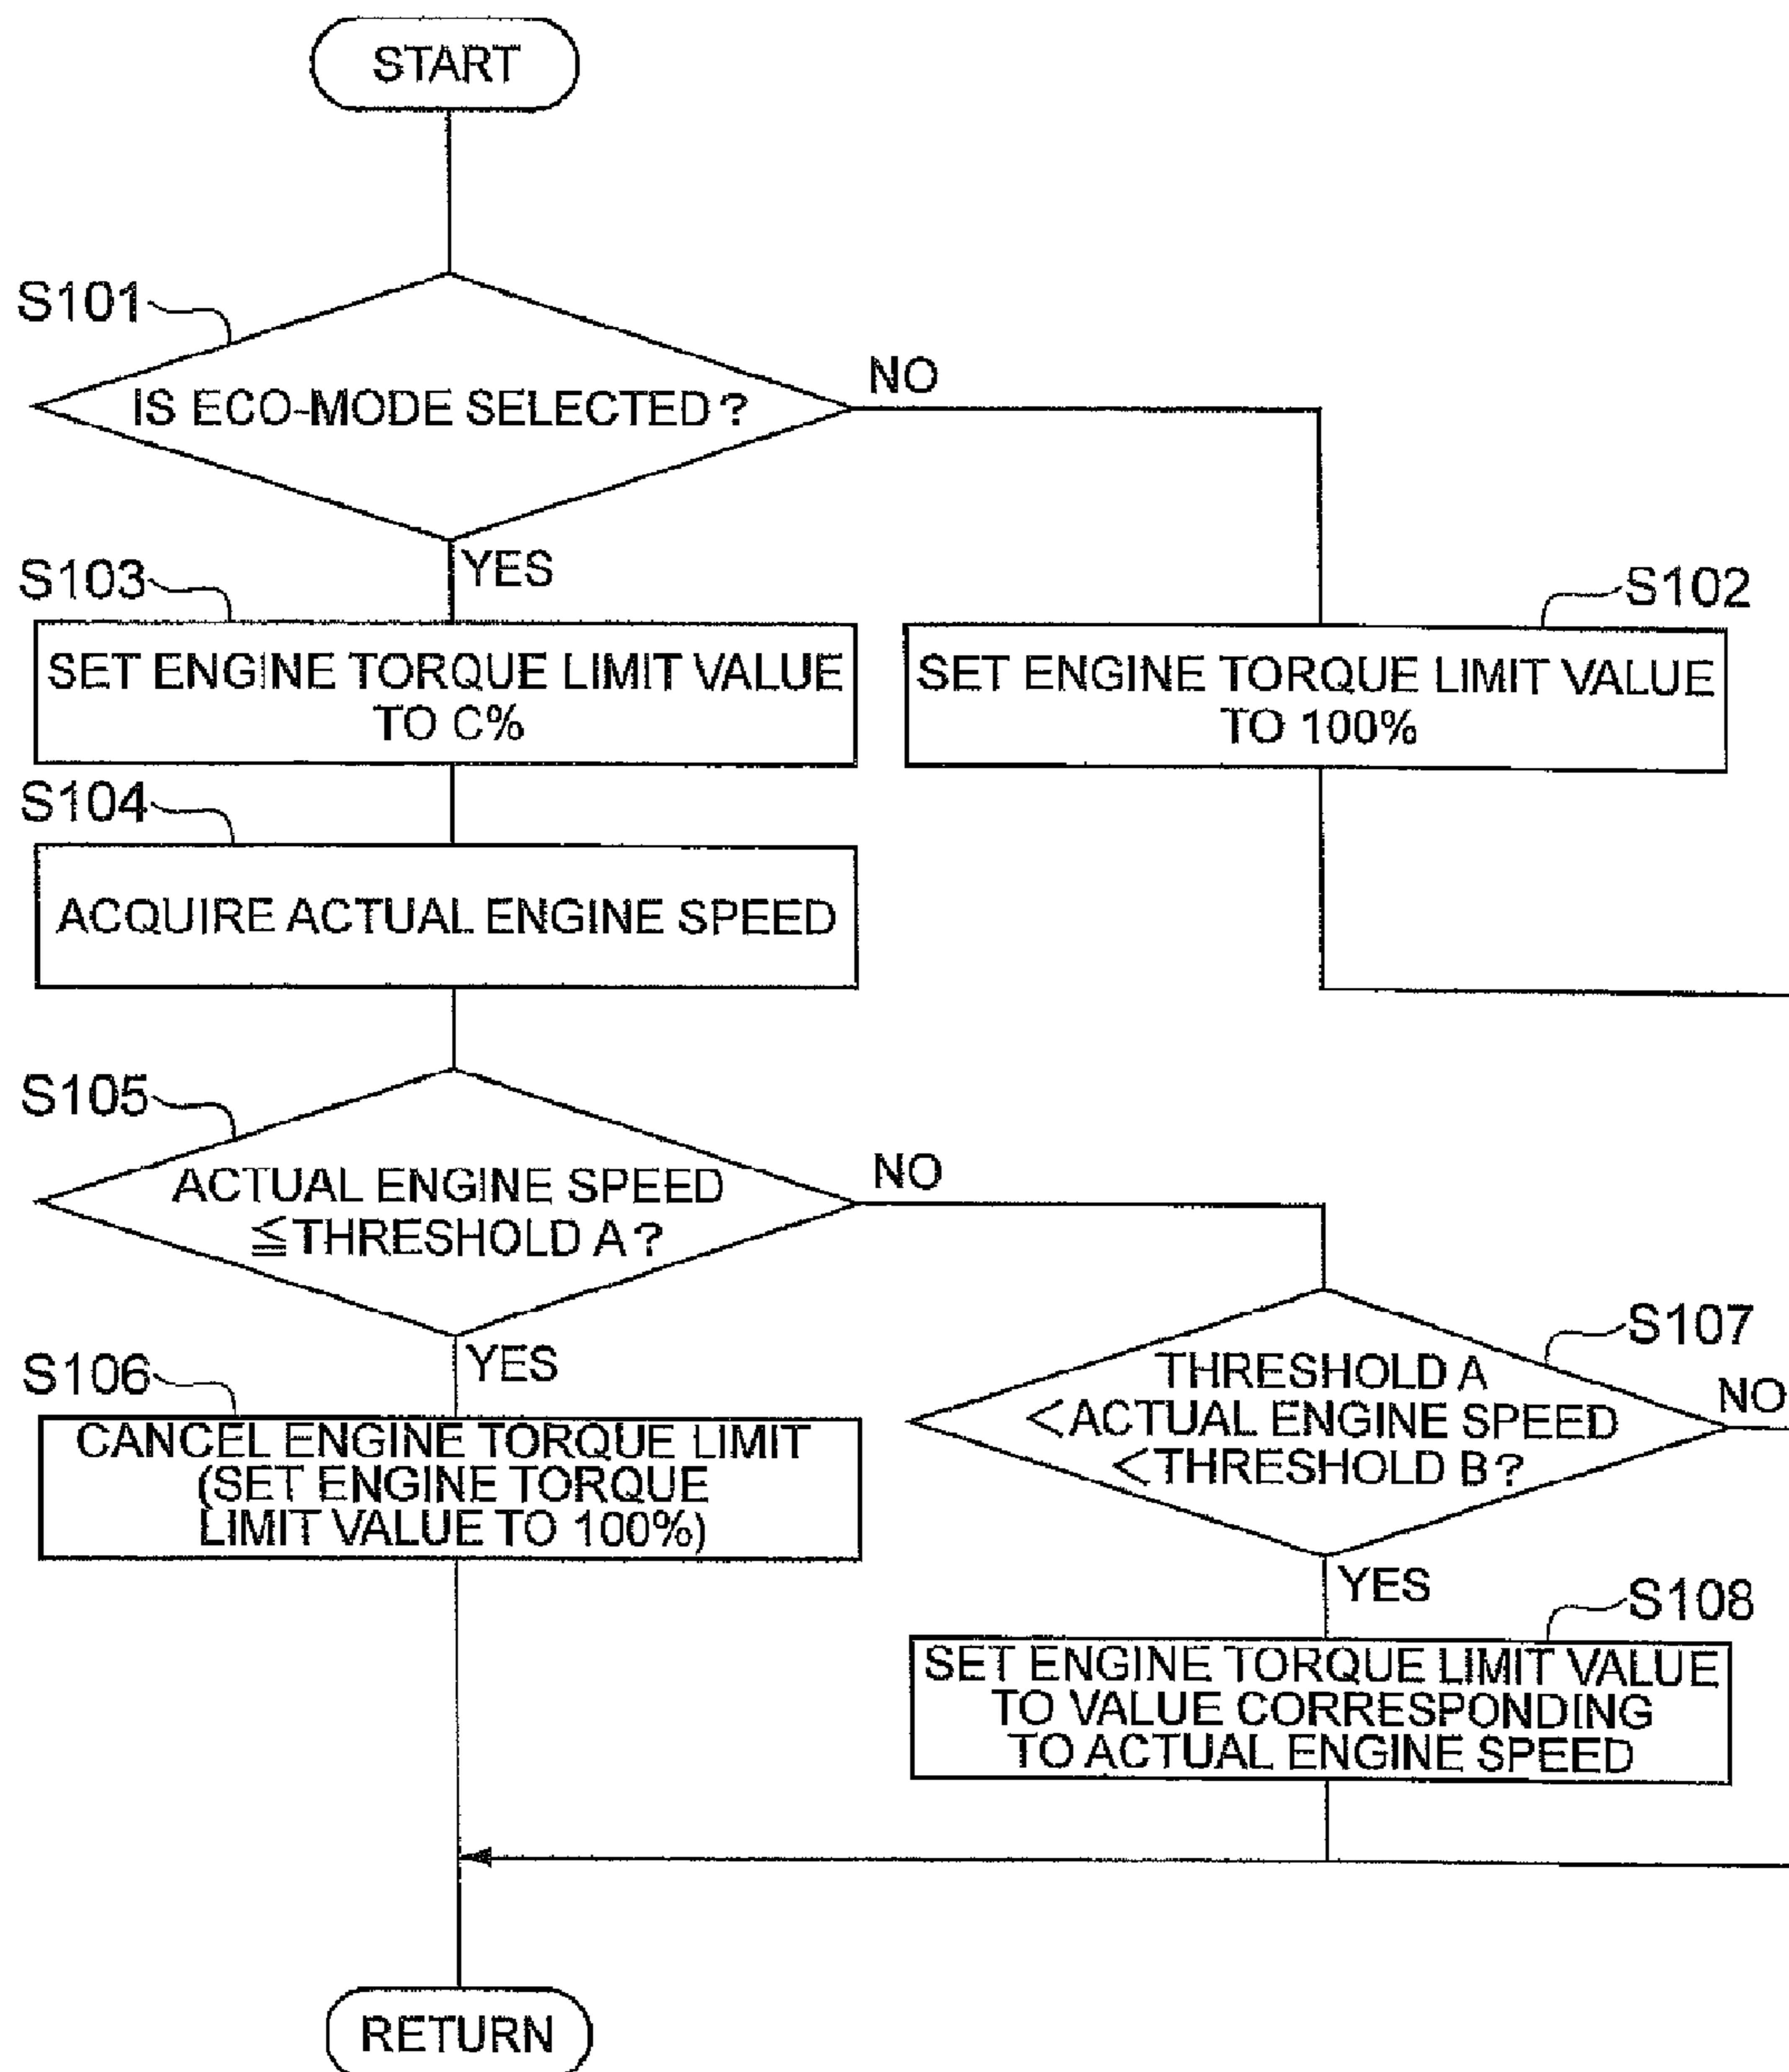 START
S101
IS ECO-MODE SELECTED?
NO
YES
S103
SET ENGINE TORQUE LIMIT VALUE
TO C%
S102
SET ENGINE TORQUE LIMIT VALUE
TO 100%
S104
ACQUIRE ACTUAL ENGINE SPEED
S105
ACTUAL ENGINE SPEED
≦THRESHOLD A?
NO
YES
S106
CANCEL ENGINE TORQUE LIMIT
(SET ENGINE TORQUE
LIMIT VALUE TO 100%)
S107
THRESHOLD A
<ACTUAL ENGINE SPEED
<THRESHOLD B?
NO
YES
S108
SET ENGINE TORQUE LIMIT VALUE
TO VALUE CORRESPONDING
TO ACTUAL ENGINE SPEED
RETURN